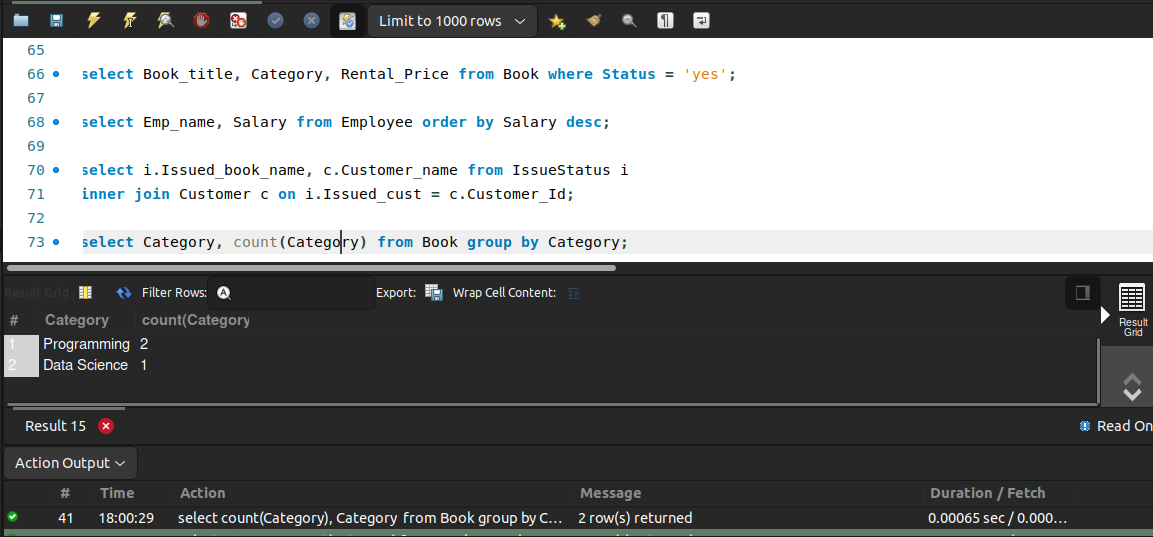 Limit to 1000 rows
65
66 select Book_title, Category, Rental_Price from Book where Status = 'yes';
67
68 select Emp_name, Salary from Employee order by Salary desc;
69
70 select i.Issued_book_name, c.Customer_name from IssueStatus i
71 inner join Customer c on i.Issued_cust = c.Customer_Id;
72
73 select Category, count(Category) from Book group by Category;
Result Grid Filter Rows: Export: Wrap Cell Content:
# Category count(Category
1 Programming 2
2 Data Science 1
Result
Grid
Result 15 Read On
Action Output
# Time Action Message Duration / Fetch
41 18:00:29 select count(Category), Category from Book group by C... 2 row(s) returned 0.00065 sec / 0.000...